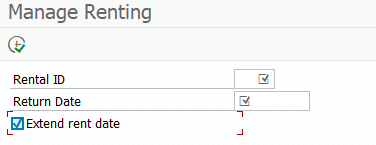 Manage Renting
Rental ID
Return Date
Extend rent date